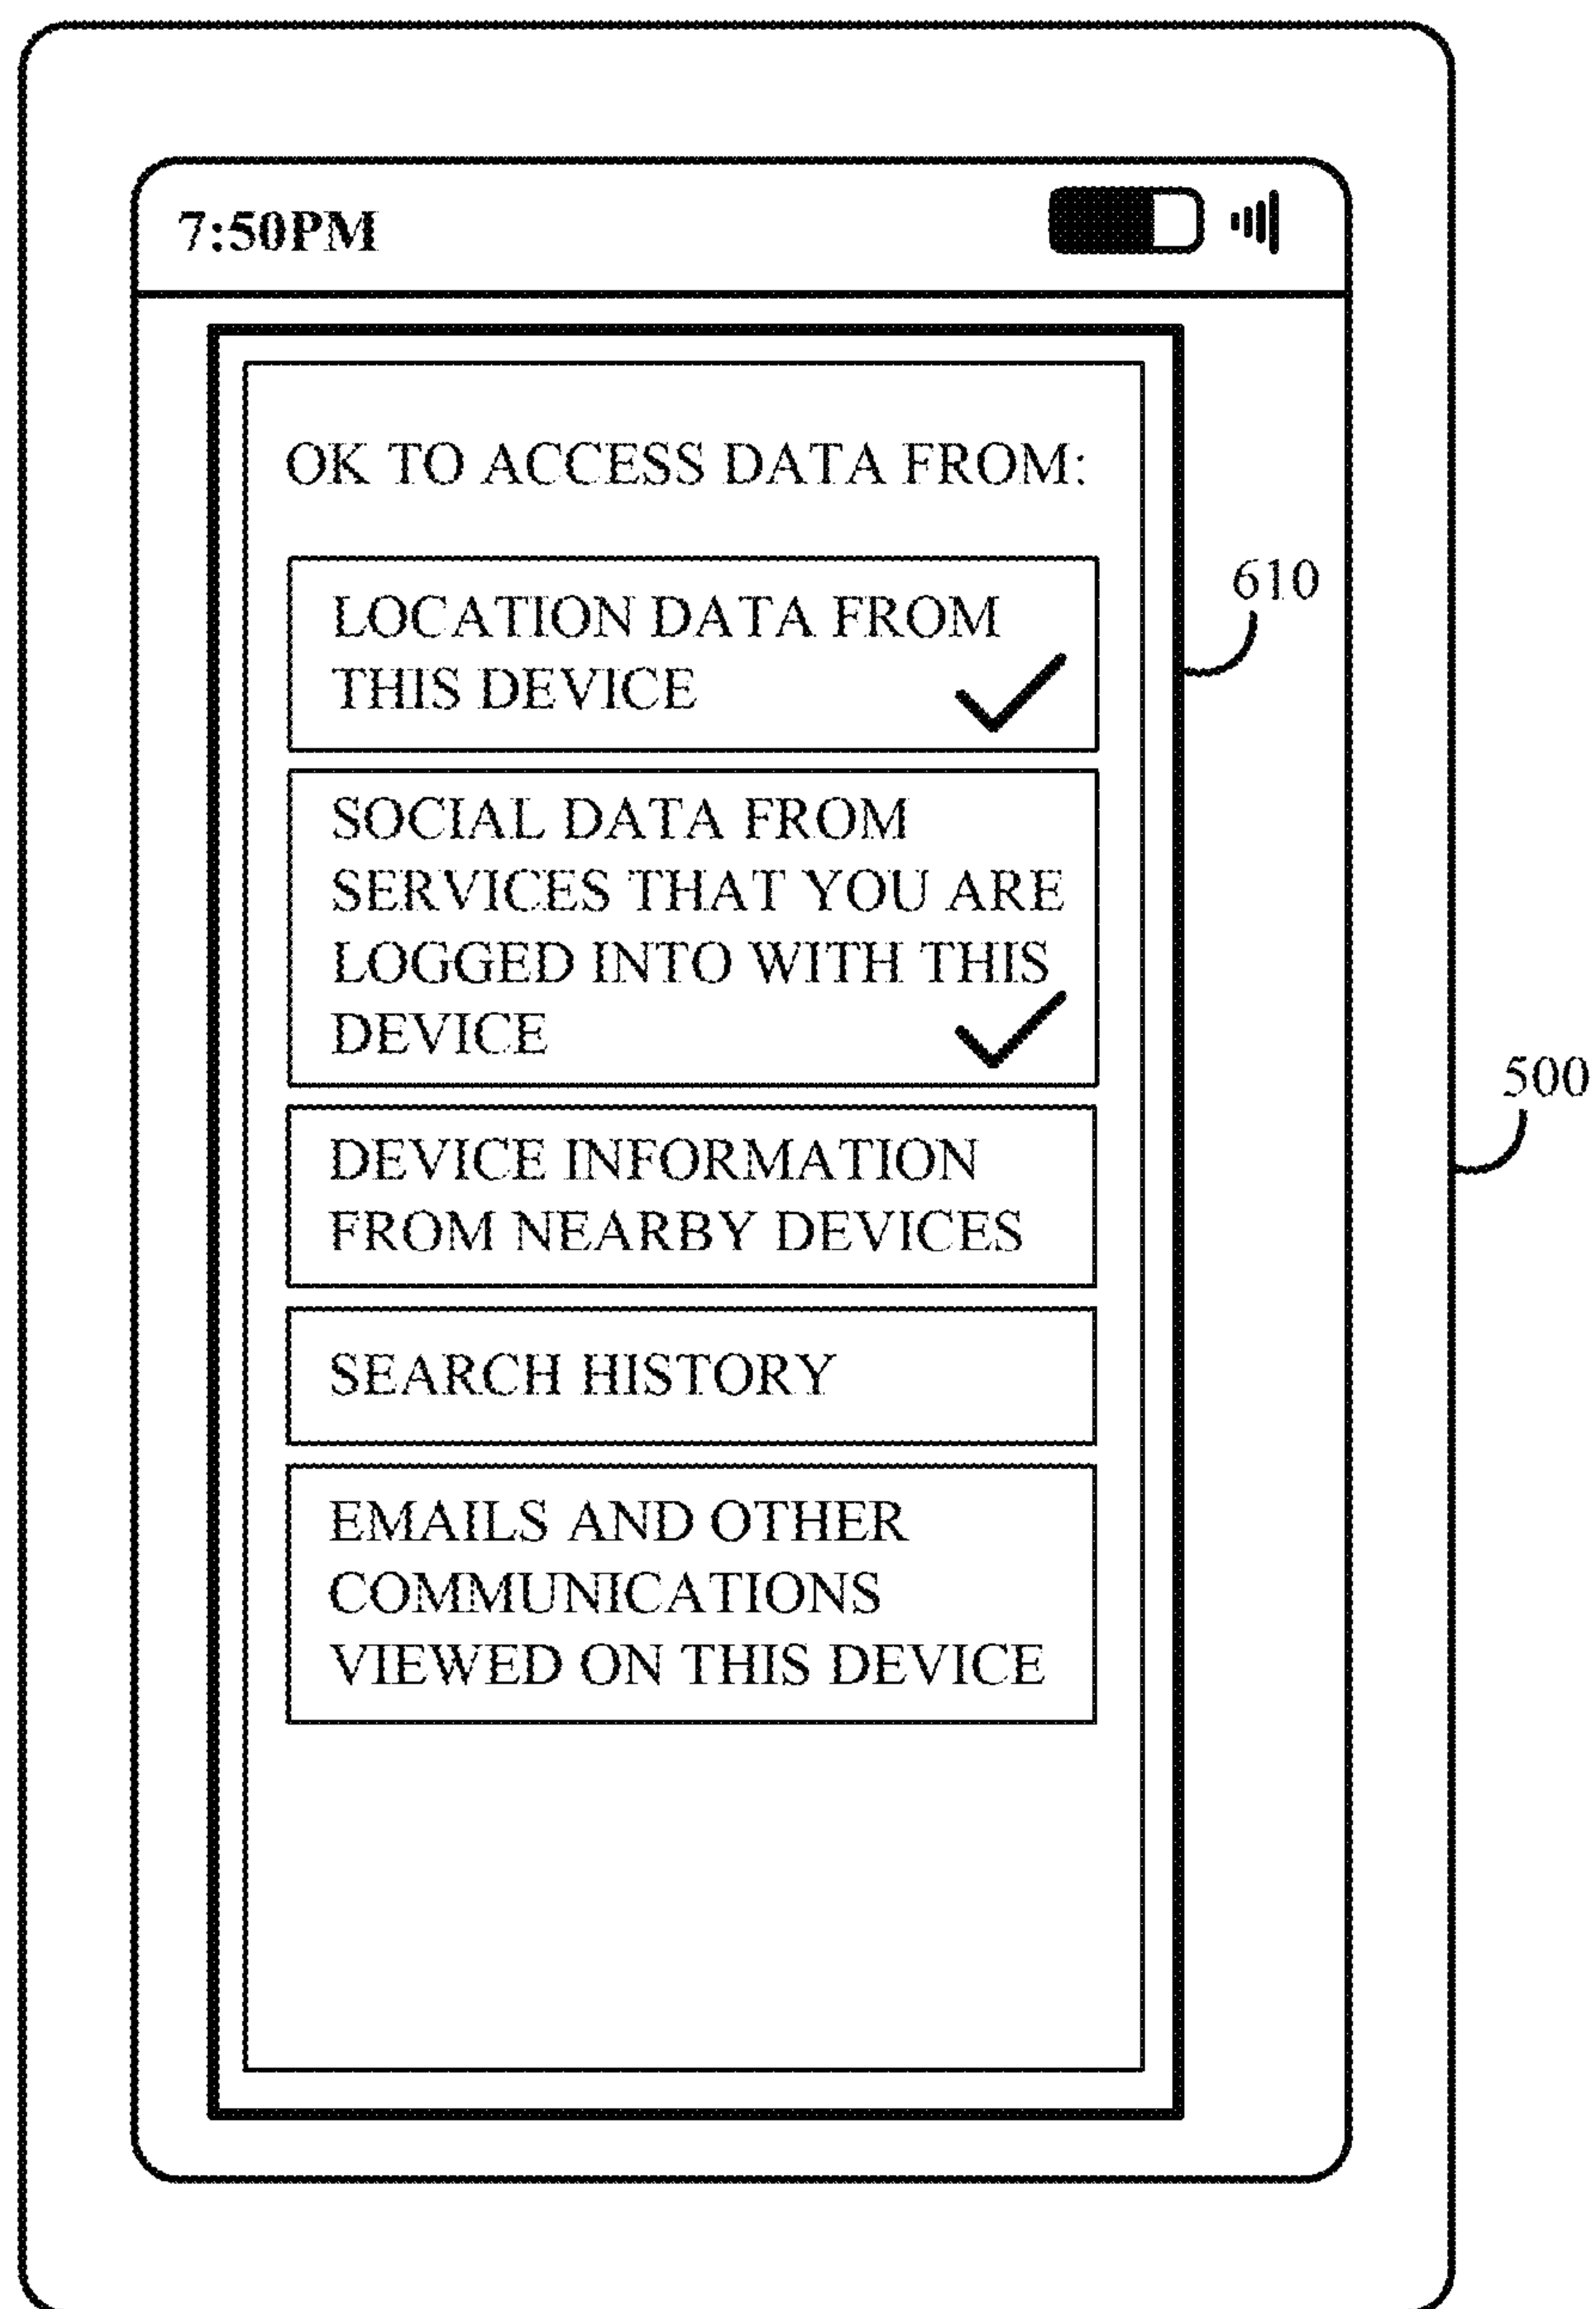 7:50PM
OK TO ACCESS DATA FROM:
LOCATION DATA FROM
THIS DEVICE
610
SOCIAL DATA FROM
SERVICES THAT YOU ARE
LOGGED INTO WITH THIS
DEVICE
500
DEVICE INFORMATION
FROM NEARBY DEVICES
SEARCH HISTORY
EMAILS AND OTHER
COMMUNICATIONS
VIEWED ON THIS DEVICE